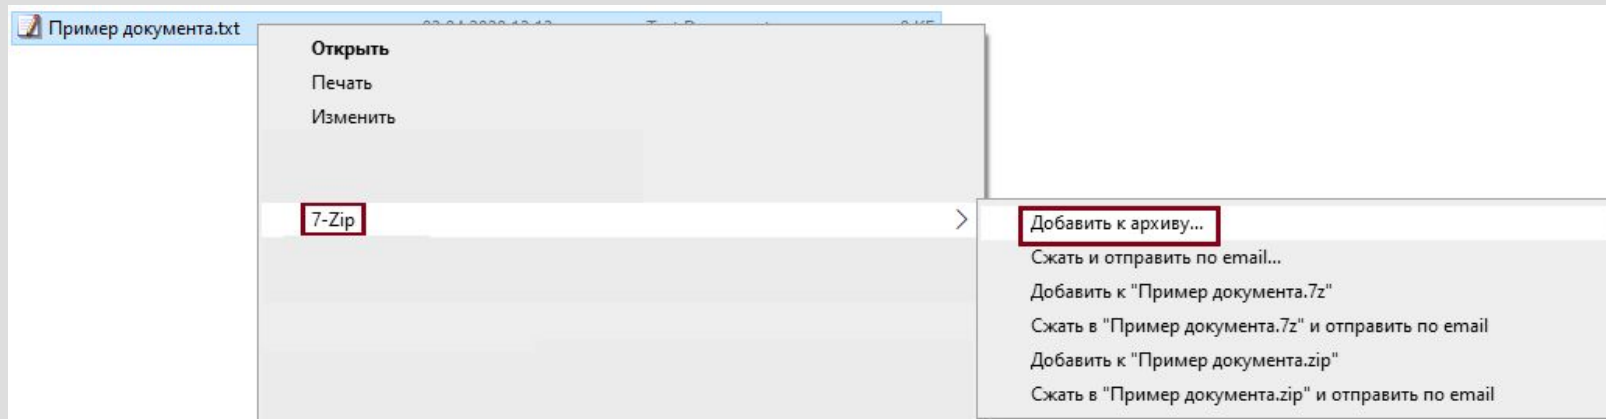 Пример документа.txt
Открыть
Печать
Изменить
7-Zip
Добавить к архиву...
Сжать и отправить по email...
Добавить к "Пример документа.7z"
Сжать в "Пример документа.7z" и отправить по email
Добавить к "Пример документа.zip"
Сжать в "Пример документа.zip" и отправить по email